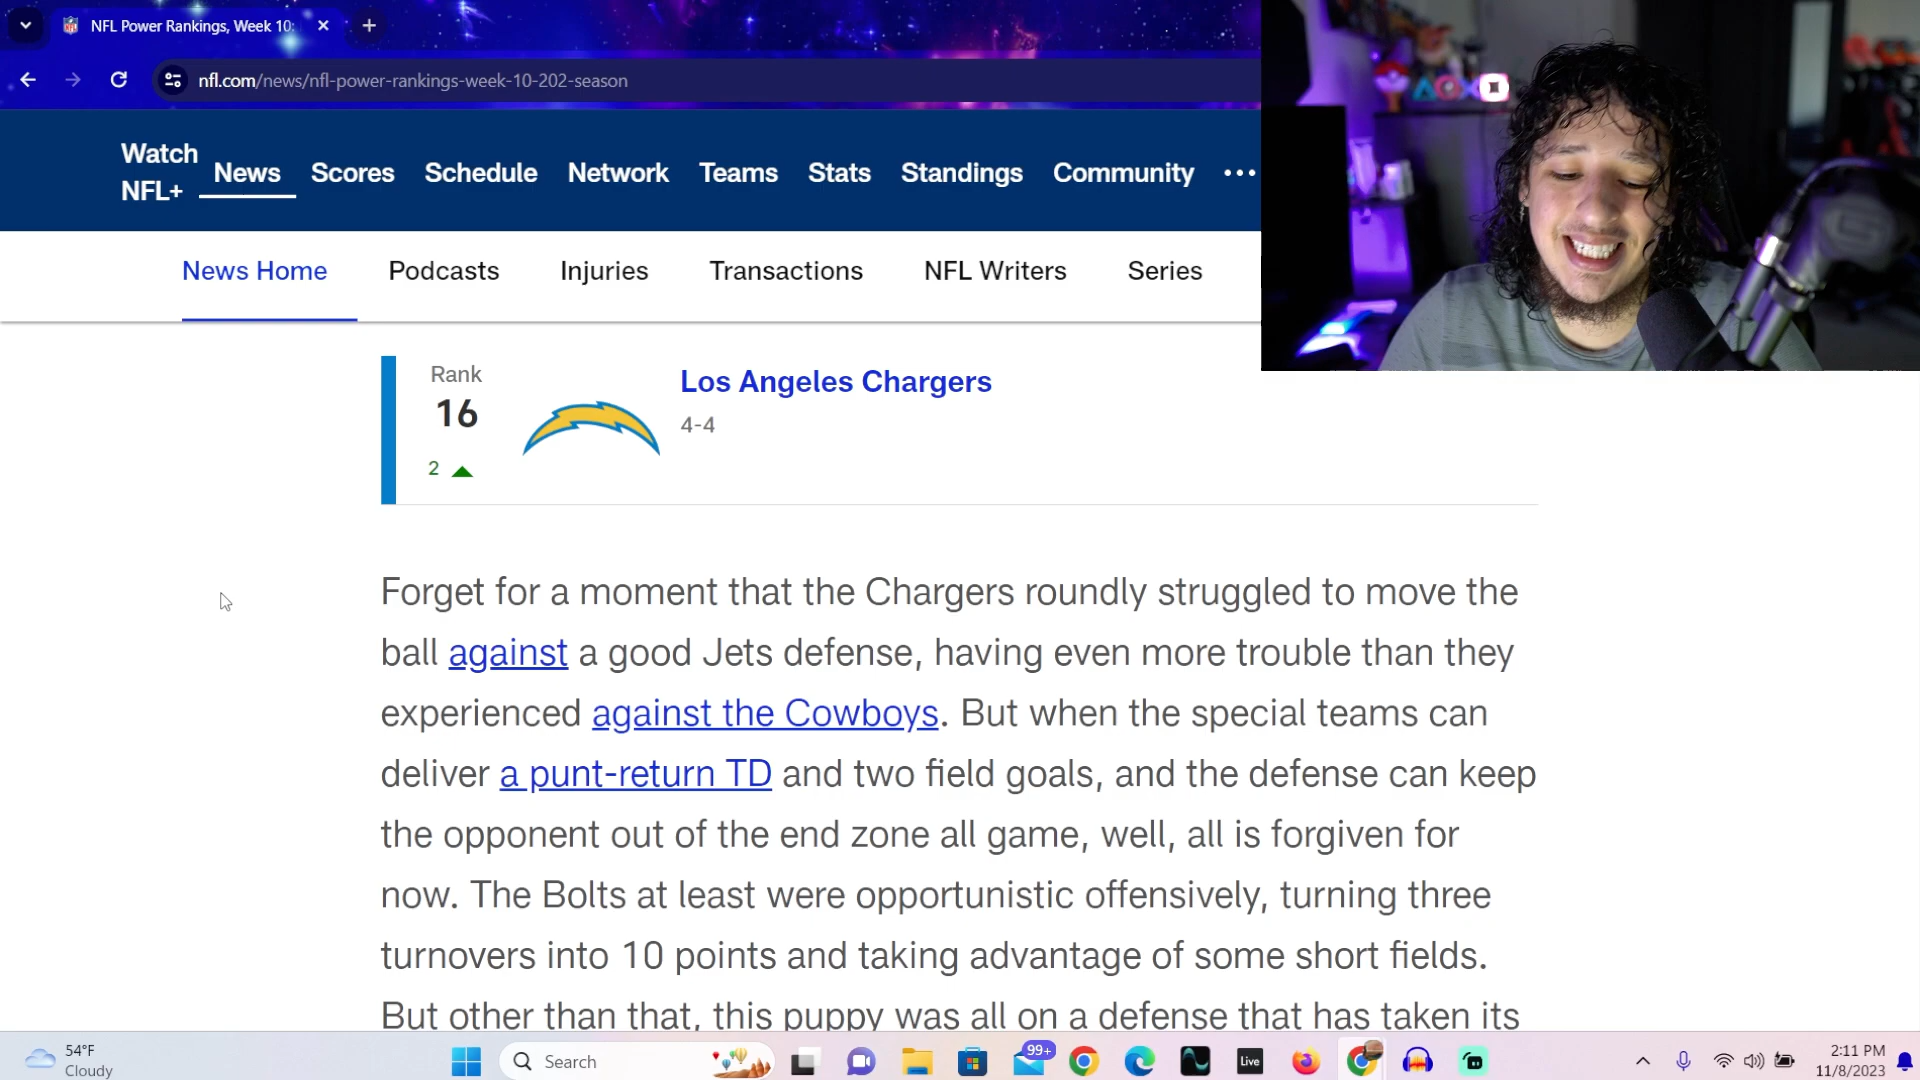 NFL Power Rankings, Week 10:
nfl.com/news/nfl-power-rankings-week-10-202-season
Watch
NFL+
News Scores Schedule Network Teams Stats Standings Community
News Home Podcasts Injuries Transactions NFL Writers Series
Rank
16
2
Los Angeles Chargers
4-4
Forget for a moment that the Chargers roundly struggled to move the
ball against a good Jets defense, having even more trouble than they
experienced against the Cowboys. But when the special teams can
deliver a punt-return TD and two field goals, and the defense can keep
the opponent out of the end zone all game, well, all is forgiven for
now. The Bolts at least were opportunistic offensively, turning three
turnovers into 10 points and taking advantage of some short fields.
But other than that, this puppy was all on a defense that has taken its
54°F
Cloudy
Search
99+
Live
2:11 PM
11/8/2023